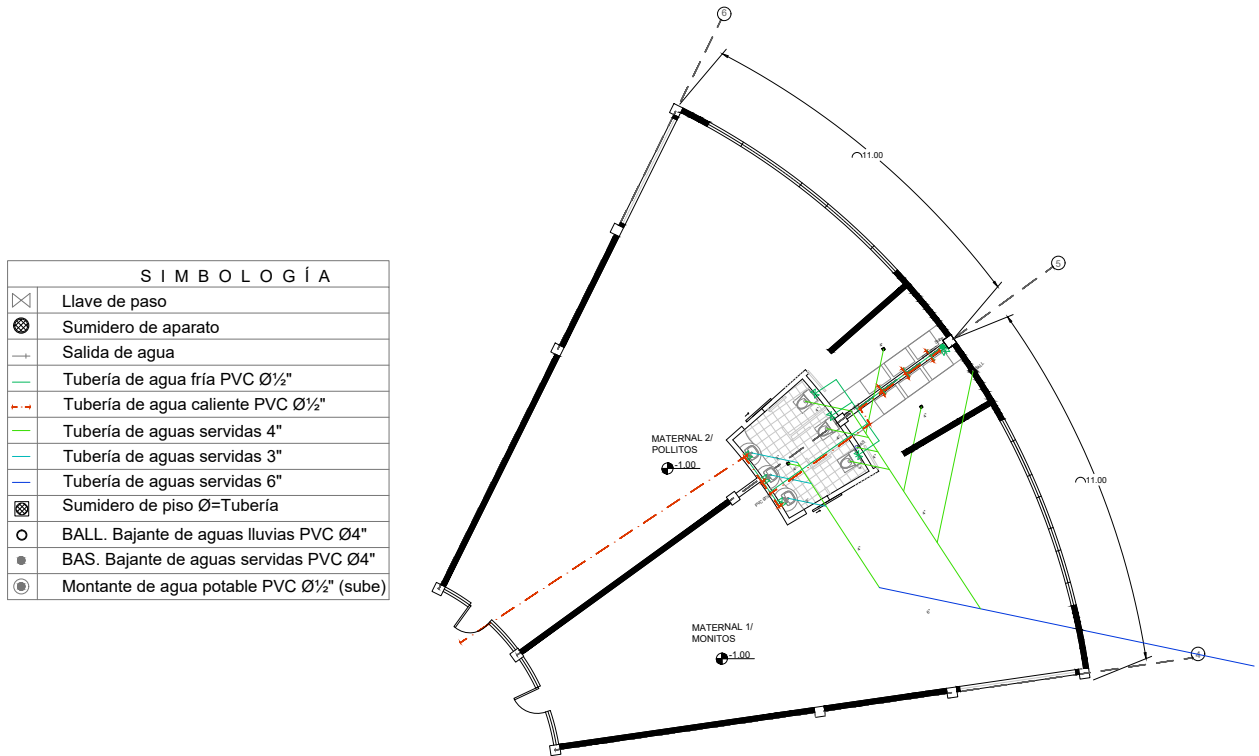 SIMBOLOGÍA
Llave de paso
Sumidero de aparato
Salida de agua
Tubería de agua fría PVC Ø½"
Tubería de agua caliente PVC Ø½"
Tubería de aguas servidas 4"
Tubería de aguas servidas 3"
Tubería de aguas servidas 6"
Sumidero de piso Ø=Tubería
BALL. Bajante de aguas lluvias PVC Ø4"
BAS. Bajante de aguas servidas PVC Ø4"
Montante de agua potable PVC Ø½" (sube)
6
11.00
5
MATERNAL 2/
POLLITOS
-1.00
11.00
MATERNAL 1/
MONITOS
-1.00
4